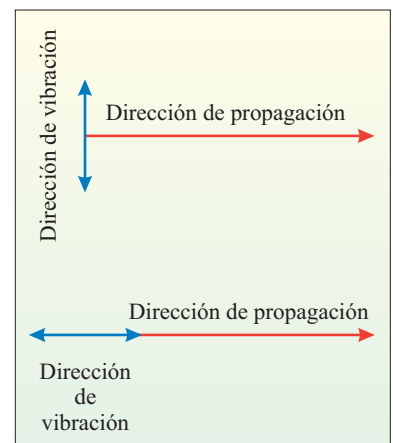 Dirección de vibración
Dirección de propagación
Dirección de propagación
Dirección
de
vibración